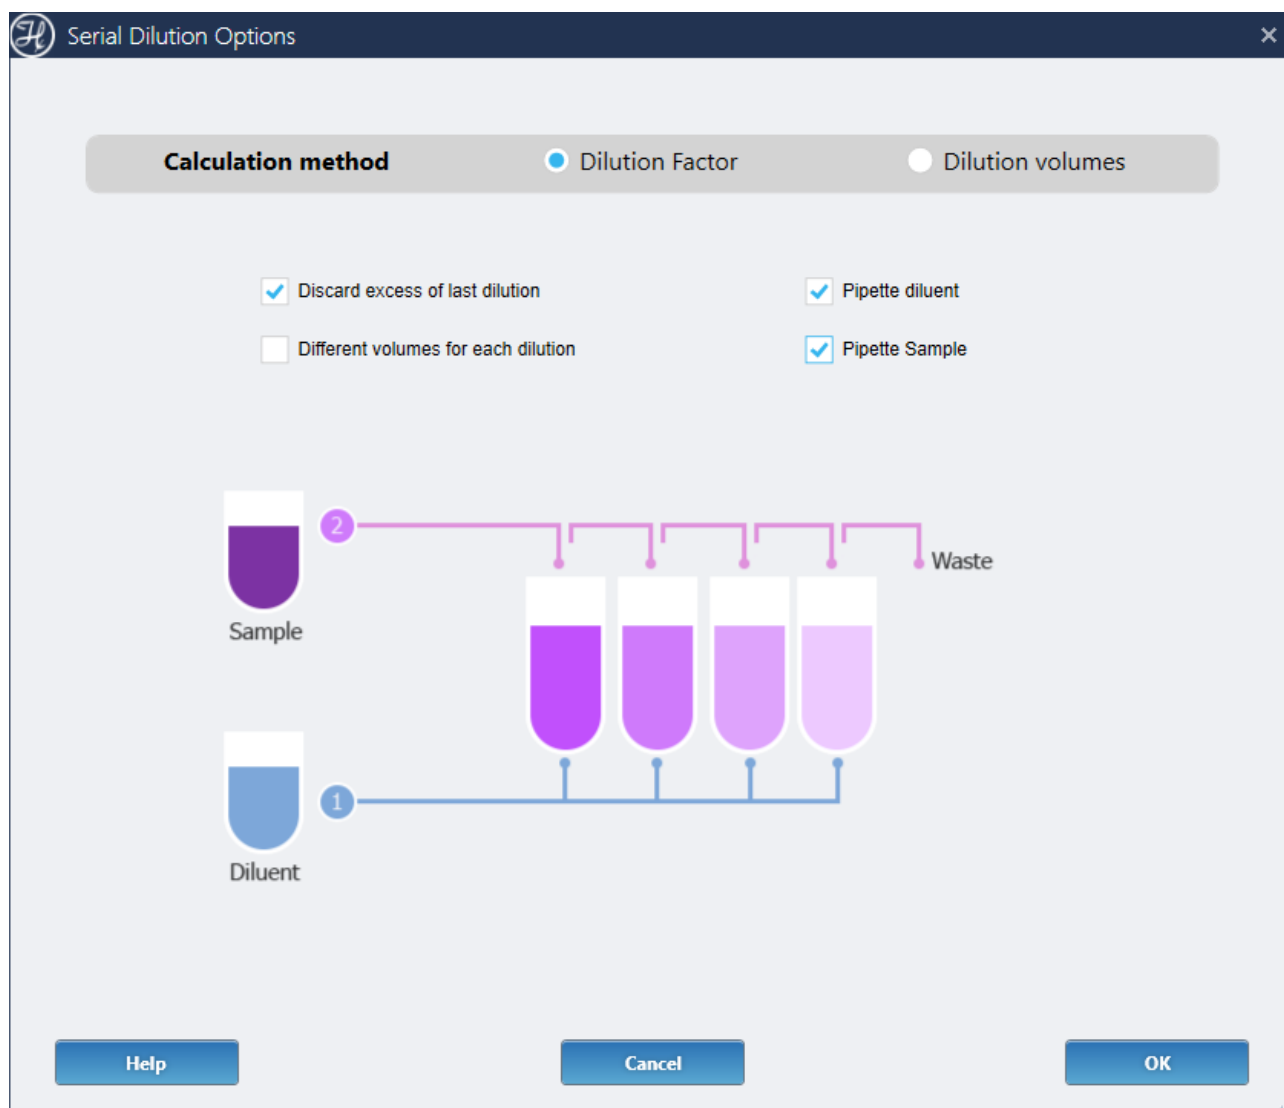 Serial Dilution Options
Calculation method Dilution Factor Dilution volumes
Discard excess of last dilution Pipette diluent
Different volumes for each dilution Pipette Sample
2
Waste
Sample
1
Diluent
Help Cancel OK